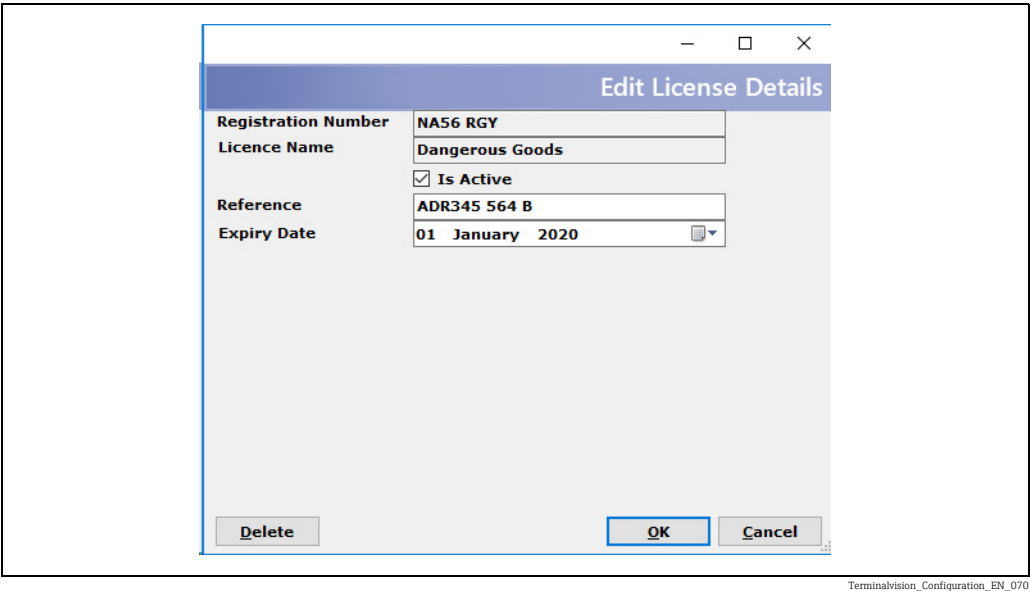 Edit License Details
Registration Number NA56 RGY
Licence Name Dangerous Goods
Is Active
Reference ADR345 564 B
Expiry Date 01 January 2020
Delete OK Cancel
Terminalvision_Configuration_EN_070